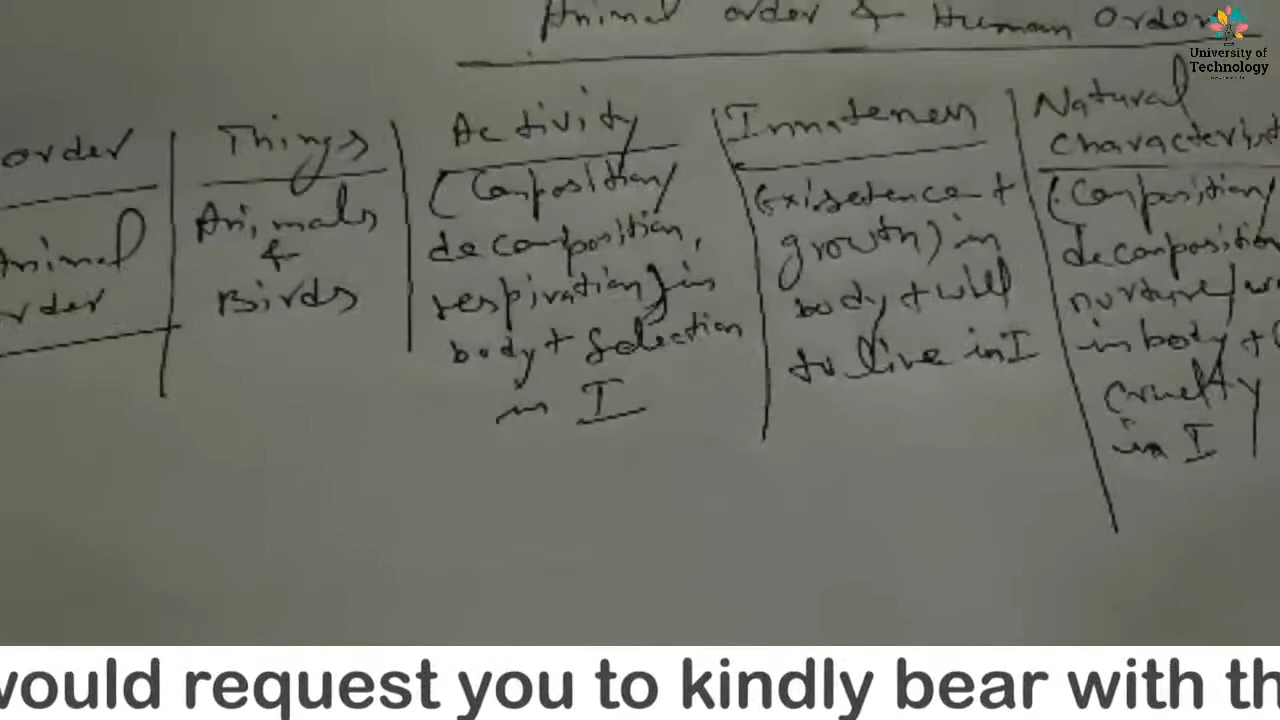 Animal order & Human Order
University of
Technology
order
Things
Activity
Innateness
Natural
Characterist
Animal
order
Animals
&
Birds
(Composition/
decomposition,
respiration) in
body + Selection
in I
(Existence +
growth) in
body + will
to live in I
(Composition/
decomposition
nurture/wo
in body + (
Cruelty
in I
would request you to kindly bear with th